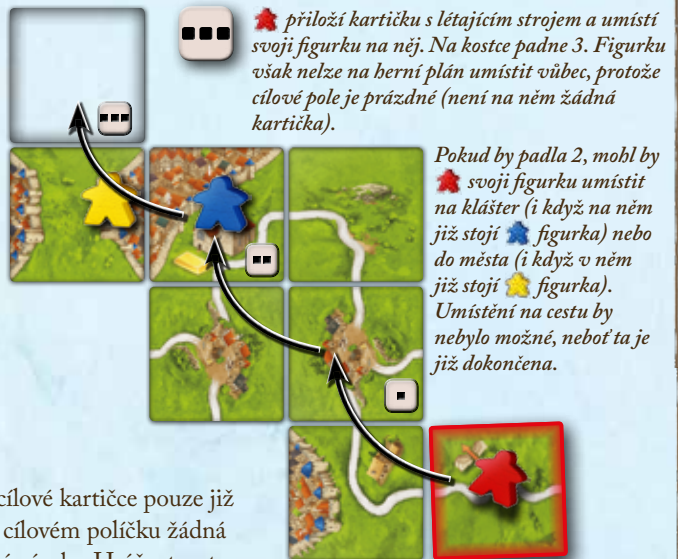 přiloží kartičku s létajícím strojem a umístí
svoji figurku na něj. Na kostce padne 3. Figurku
však nelze na herní plán umístit vůbec, protože
cílové pole je prázdné (není na něm žádná
kartička).
Pokud by padla 2, mohl by
svoji figurku umístit
na klášter (i když na něm
již stojí figurka) nebo
do města (i když v něm
již stojí figurka).
Umístění na cestu by
nebylo možné, neboť ta je
již dokončena.
cílové kartičce pouze již
cílovém políčku žádná